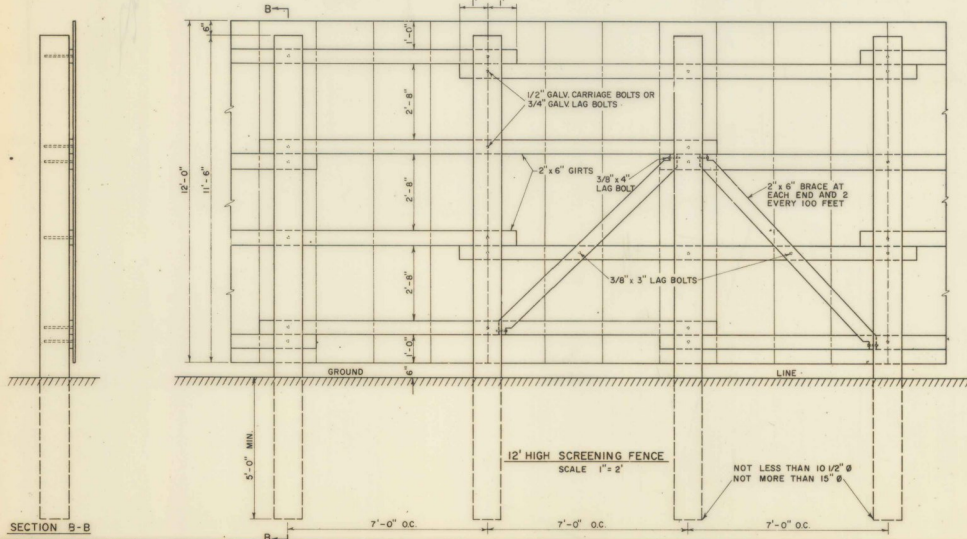 B
1' 1'
6"
1'-0"
12'-0"
11'-6"
2'-8"
1/2" GALV. CARRIAGE BOLTS OR
3/4" GALV. LAG BOLTS
2" x 6" GIRTS
3/8" x 4"
LAG BOLT
2" x 6" BRACE AT
EACH END AND 2
EVERY 100 FEET
2'-8"
2'-8"
3/8" x 3" LAG BOLTS
1'-0"
6"
GROUND
LINE
5'-0" MIN.
12' HIGH SCREENING FENCE
SCALE 1" = 2'
NOT LESS THAN 10 1/2" Ø
NOT MORE THAN 15" Ø
SECTION B-B
7'-0" O.C.
7'-0" O.C.
7'-0" O.C.
B